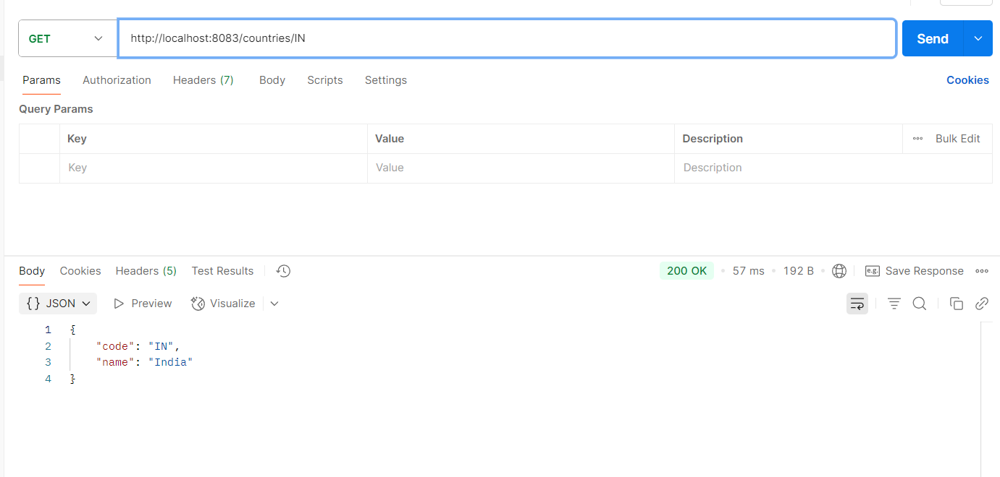 GET http://localhost:8083/countries/IN Send
Params Authorization Headers (7) Body Scripts Settings Cookies
Query Params
Key Value Description Bulk Edit
Key Value Description
Body Cookies Headers (5) Test Results 200 OK 57 ms 192 B e.g. Save Response
{} JSON Preview Visualize
1 {
2 "code": "IN",
3 "name": "India"
4 }